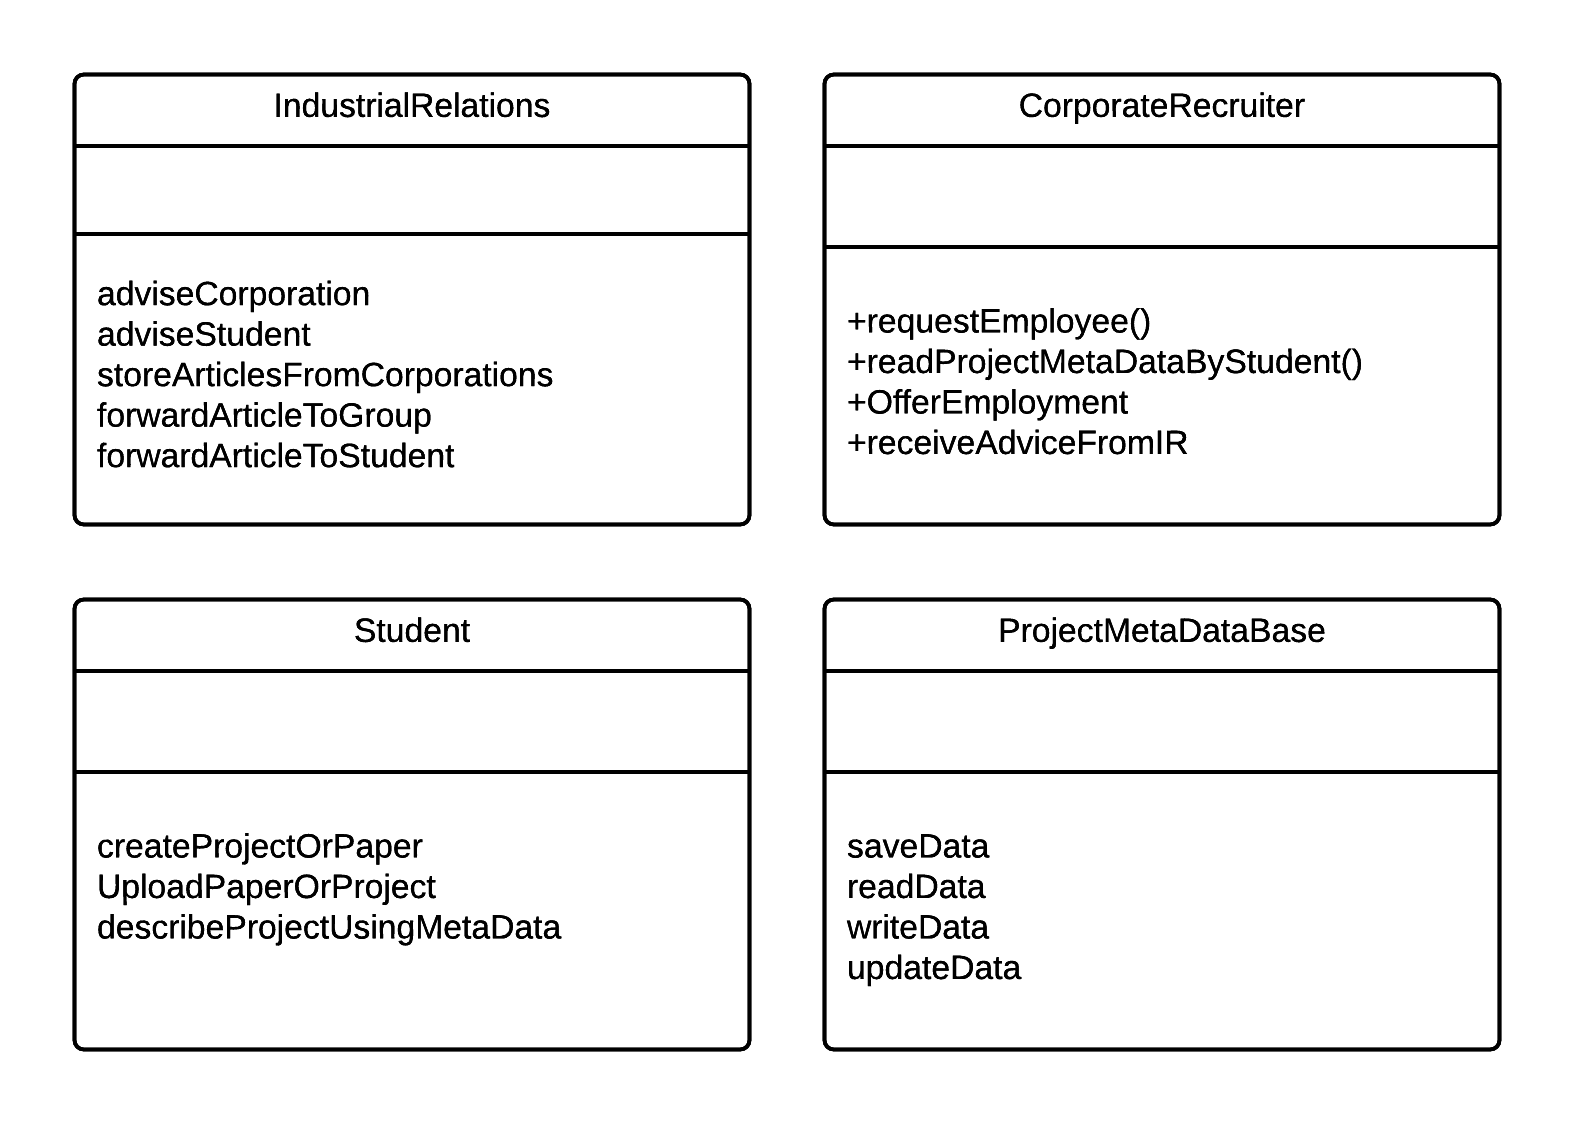 IndustrialRelations
adviseCorporation
adviseStudent
storeArticlesFromCorporations
forwardArticleToGroup
forwardArticleToStudent
CorporateRecruiter
+requestEmployee()
+readProjectMetaDataByStudent()
+OfferEmployment
+receiveAdviceFromIR
Student
createProjectOrPaper
UploadPaperOrProject
describeProjectUsingMetaData
ProjectMetaDataBase
saveData
readData
writeData
updateData